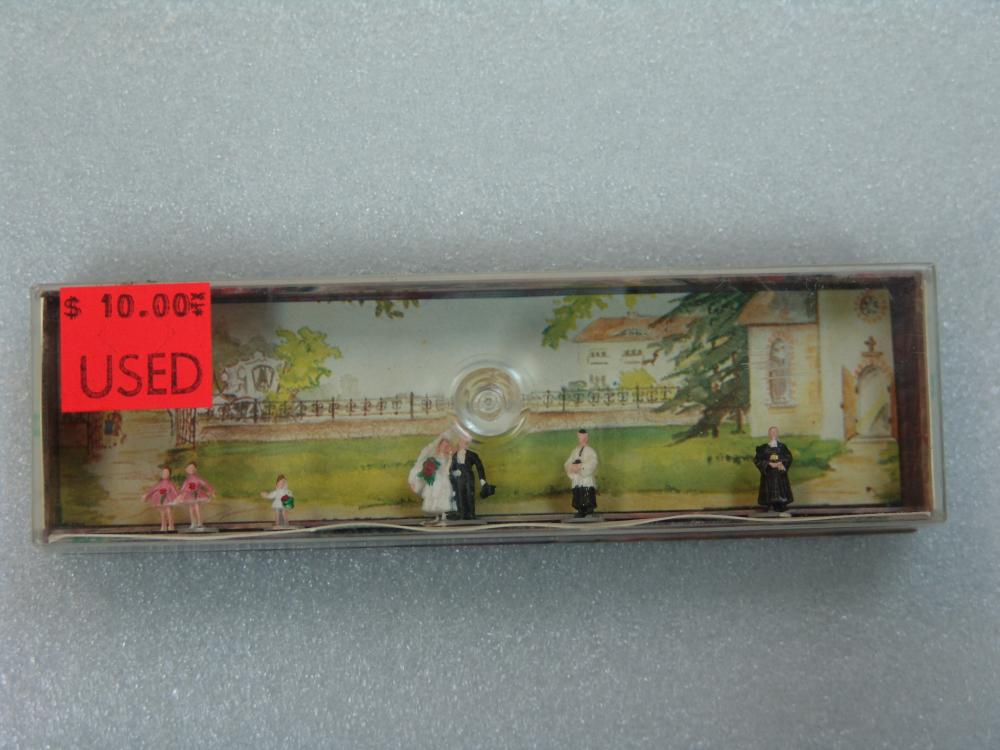 $ 10.00
USED